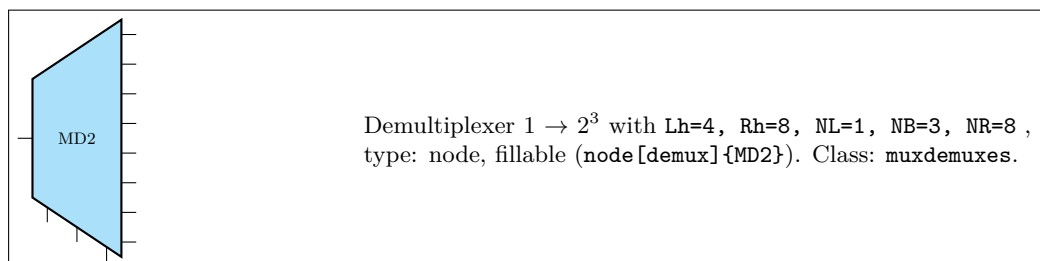 MD2
Demultiplexer 1 → 2³ with Lh=4, Rh=8, NL=1, NB=3, NR=8 ,
type: node, fillable (node[demux]{MD2}). Class: muxdemuxes.